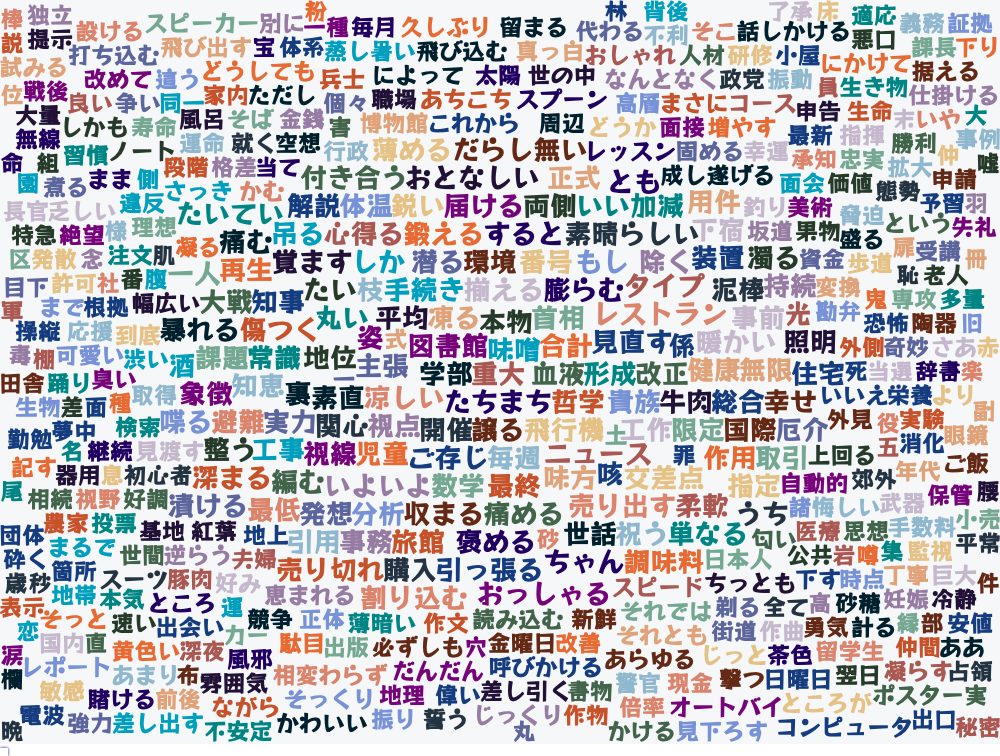 棒 独立 設ける スピーカー 別に 粉 一種 毎月 久しぶり 留まる 林 背後 代わる 不利 そこ 了承 床 話しかける 適応 義務 証拠
説 提示 打ち込む 飛び出す 宝 体系 蒸し暑い 飛び込む 真っ白 おしゃれ 人材 研修 小屋 悪口 課長 下り
試みる 改めて 違う どうしても 兵士 によって 太陽 世の中 なんとなく 政党 振動 にかけて 員 生き物 据える
位 戦後 良い 争い 同一 家内 ただし 個々 職場 あちこち スプーン 高層 まさに コース 申告 生命 仕掛ける
大量 しかも 寿命 風呂 そば 金銭 害 博物館 これから 周辺 どうか 面接 増やす 最新 指揮 末 いや 大 事例
無線 習慣 ノート 運命 就く 空想 行政 薄める だらし無い レッスン 固める 幸運 承知 忠実 勝利 拡大 仲 嘘
命 組 園 煮る まま 側 段階 格差 当て さっき かむ 付き合う おとなしい 正式 とも 成し遂げる 面会 価値 態勢 申請 予習 羽
長官 乏しい 違反 たいてい 解説 体温 鋭い 届ける 両側 いい加減 用件 釣り 美術 脅迫 という 失礼
特急 絶望 様 理想 凝る 痛む 吊る 心得る 鍛える すると 素晴らしい 下宿 坂道 果物 盛る 扉 受講
区 発散 念 注文 肌 一人 再生 覚ます しか 潜る 環境 番号 もし 除く 装置 濁る 資金 歩道 恥 老人 冊
目下 許可 社 番 腹 たい 枝 手続き 揃える 膨らむ タイプ 泥棒 持続 変換 鬼 専攻 多量
軍 まで 根拠 幅広い 大戦 知事 丸い 平均 凍る 本物 首相 レストラン 事前 光 勘弁 恐怖 陶器 旧
操縦 応援 到底 暴れる 傷つく 姿 式 図書館 味噌 合計 見直す 係 暖かい 照明 外側 奇妙 さあ 赤
毒 棚 可愛い 渋い 酒 課題 常識 地位 主張 学部 重大 血液 形成 改正 健康 無限 住宅 死 当選 辞書 楽
田舎 踊り 臭い 取得 象徴 知恵 裏 素直 涼しい たちまち 哲学 貴族 牛肉 総合 幸せ いいえ 栄養 より
生物 差 面 種 検索 喋る 避難 実力 関心 視点 開催 譲る 飛行機 土 工作 限定 国際 厄介 外見 役 実験 副
勤勉 夢中 名 継続 見渡す 整う 工事 視線 児童 ご存じ 毎週 ニュース 罪 作用 取引 上回る 五 消化 眼鏡
記す 器用 息 初心者 深まる 編む いよいよ 数学 最終 味方 咳 交差点 指定 自動的 郊外 年代 ご飯
尾 相続 視野 好調 漬ける 最低 発想 分析 収まる 痛める 売り出す 柔軟 うち 諸 悔しい 武器 保管 腰
団体 農家 投票 基地 紅葉 地上 引用 事務 旅館 褒める 砂 世話 祝う 単なる 匂い 医療 思想 手数料 小売
砕く まるで 世間 逆らう 夫婦 売り切れ 購入 引っ張る ちゃん 調味料 日本人 公共 岩 噂 集 監視 平常
歳 秒 箇所 スーツ 豚肉 好み 恵まれる 割り込む おっしゃる スピード ちっとも 下す 時点 丁寧 巨大 件
表示 地帯 本気 ところ 運 競争 正体 薄暗い 作文 読み込む 新鮮 それでは 剃る 全て 高 砂糖 妊娠 冷静
恋 そっと 速い 出会い カー 駄目 出版 必ずしも 穴 金曜日 改善 それとも 街道 作曲 勇気 計る 縁 部 安値
涙 国内 直 黄色い 深夜 風邪 相変わらず だんだん 呼びかける あらゆる じっと 茶色 留学生 仲間 ああ
欄 レポート あまり 布 雰囲気 そっくり 地理 偉い 差し引く 書物 警官 現金 撃つ 日曜日 翌日 凝らす 占領
敏感 賭ける 前後 ながら 倍率 オートバイ ところが ポスター 実
晩 電波 強力 差し出す 不安定 かわいい 振り 誓う じっくり 丸 作物 かける 見下ろす コンピュータ 出口 秘密